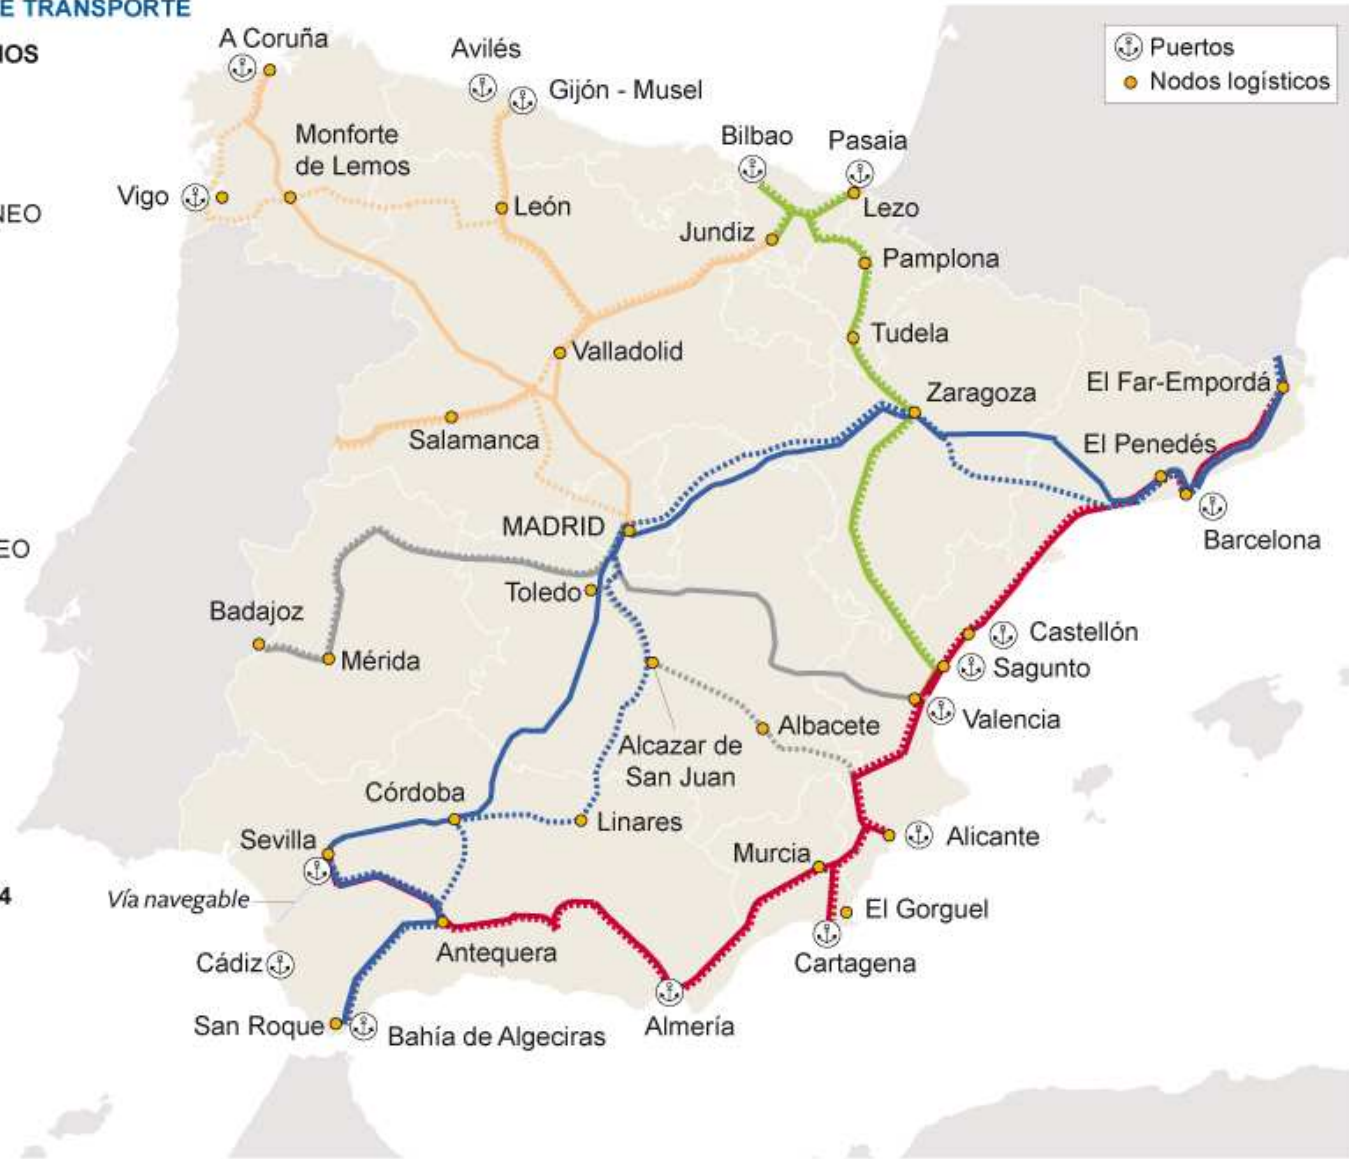 E TRANSPORTE
IOS
NEO
EO
4
A Coruña
Avilés
Gijón - Musel
Puertos
Nodos logísticos
Monforte
de Lemos
Bilbao
Pasaia
Vigo
León
Lezo
Jundiz
Pamplona
Valladolid
Tudela
El Far-Empordá
Zaragoza
Salamanca
El Penedés
MADRID
Barcelona
Toledo
Badajoz
Castellón
Mérida
Sagunto
Valencia
Albacete
Alcazar de
San Juan
Córdoba
Linares
Sevilla
Alicante
Murcia
Vía navegable
El Gorguel
Antequera
Cádiz
Cartagena
San Roque
Bahía de Algeciras
Almería